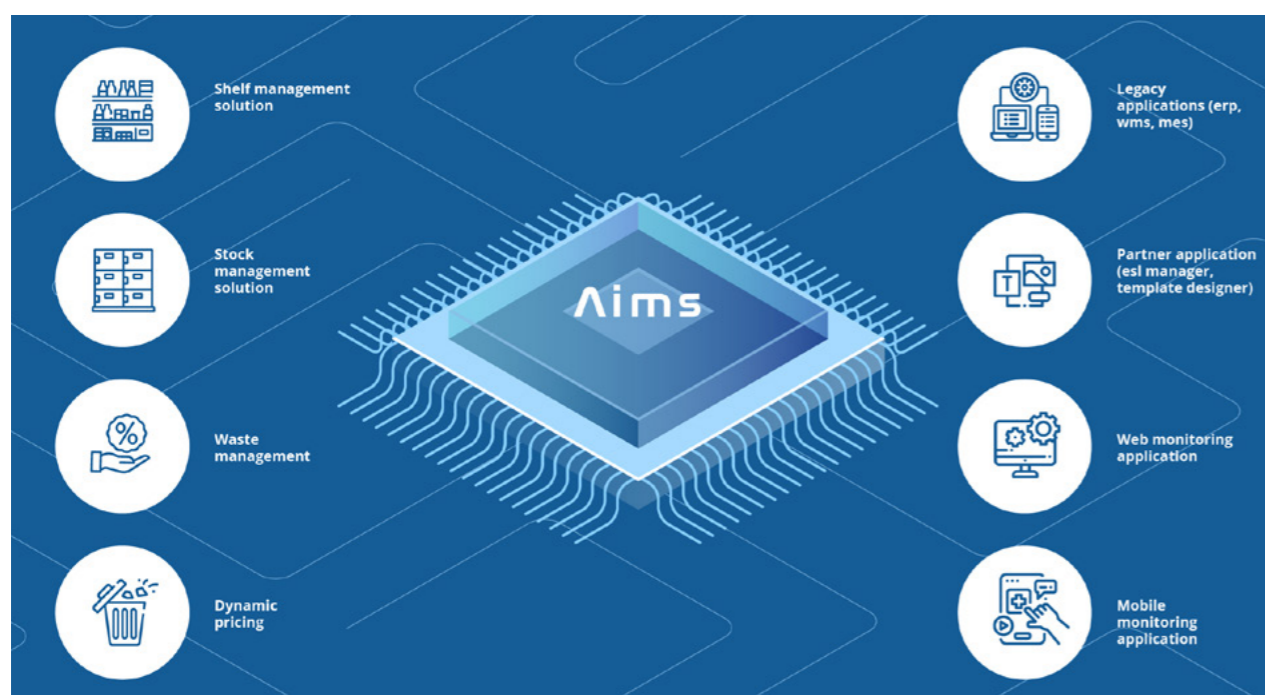 Shelf management
solution
Stock
management
solution
Waste
management
Dynamic
pricing
Aims
Legacy
applications (erp,
wms, mes)
Partner application
(esl manager,
template designer)
Web monitoring
application
Mobile
monitoring
application